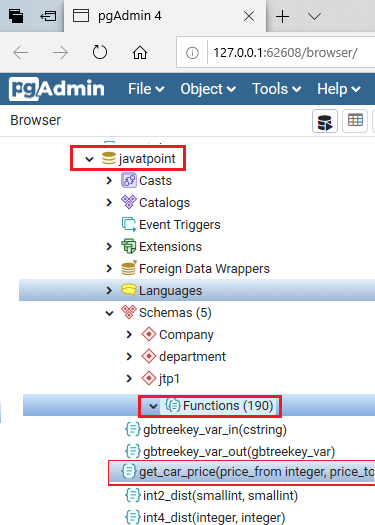 pgAdmin 4
127.0.0.1:62608/browser/
pgAdmin File Object Tools Help
Browser
javatpoint
Casts
Catalogs
Event Triggers
Extensions
Foreign Data Wrappers
Languages
Schemas (5)
Company
department
jtp1
Functions (190)
gbtreekey_var_in(cstring)
gbtreekey_var_out(gbtreekey_var)
get_car_price(price_from integer, price_to
int2_dist(smallint, smallint)
int4_dist(integer, integer)